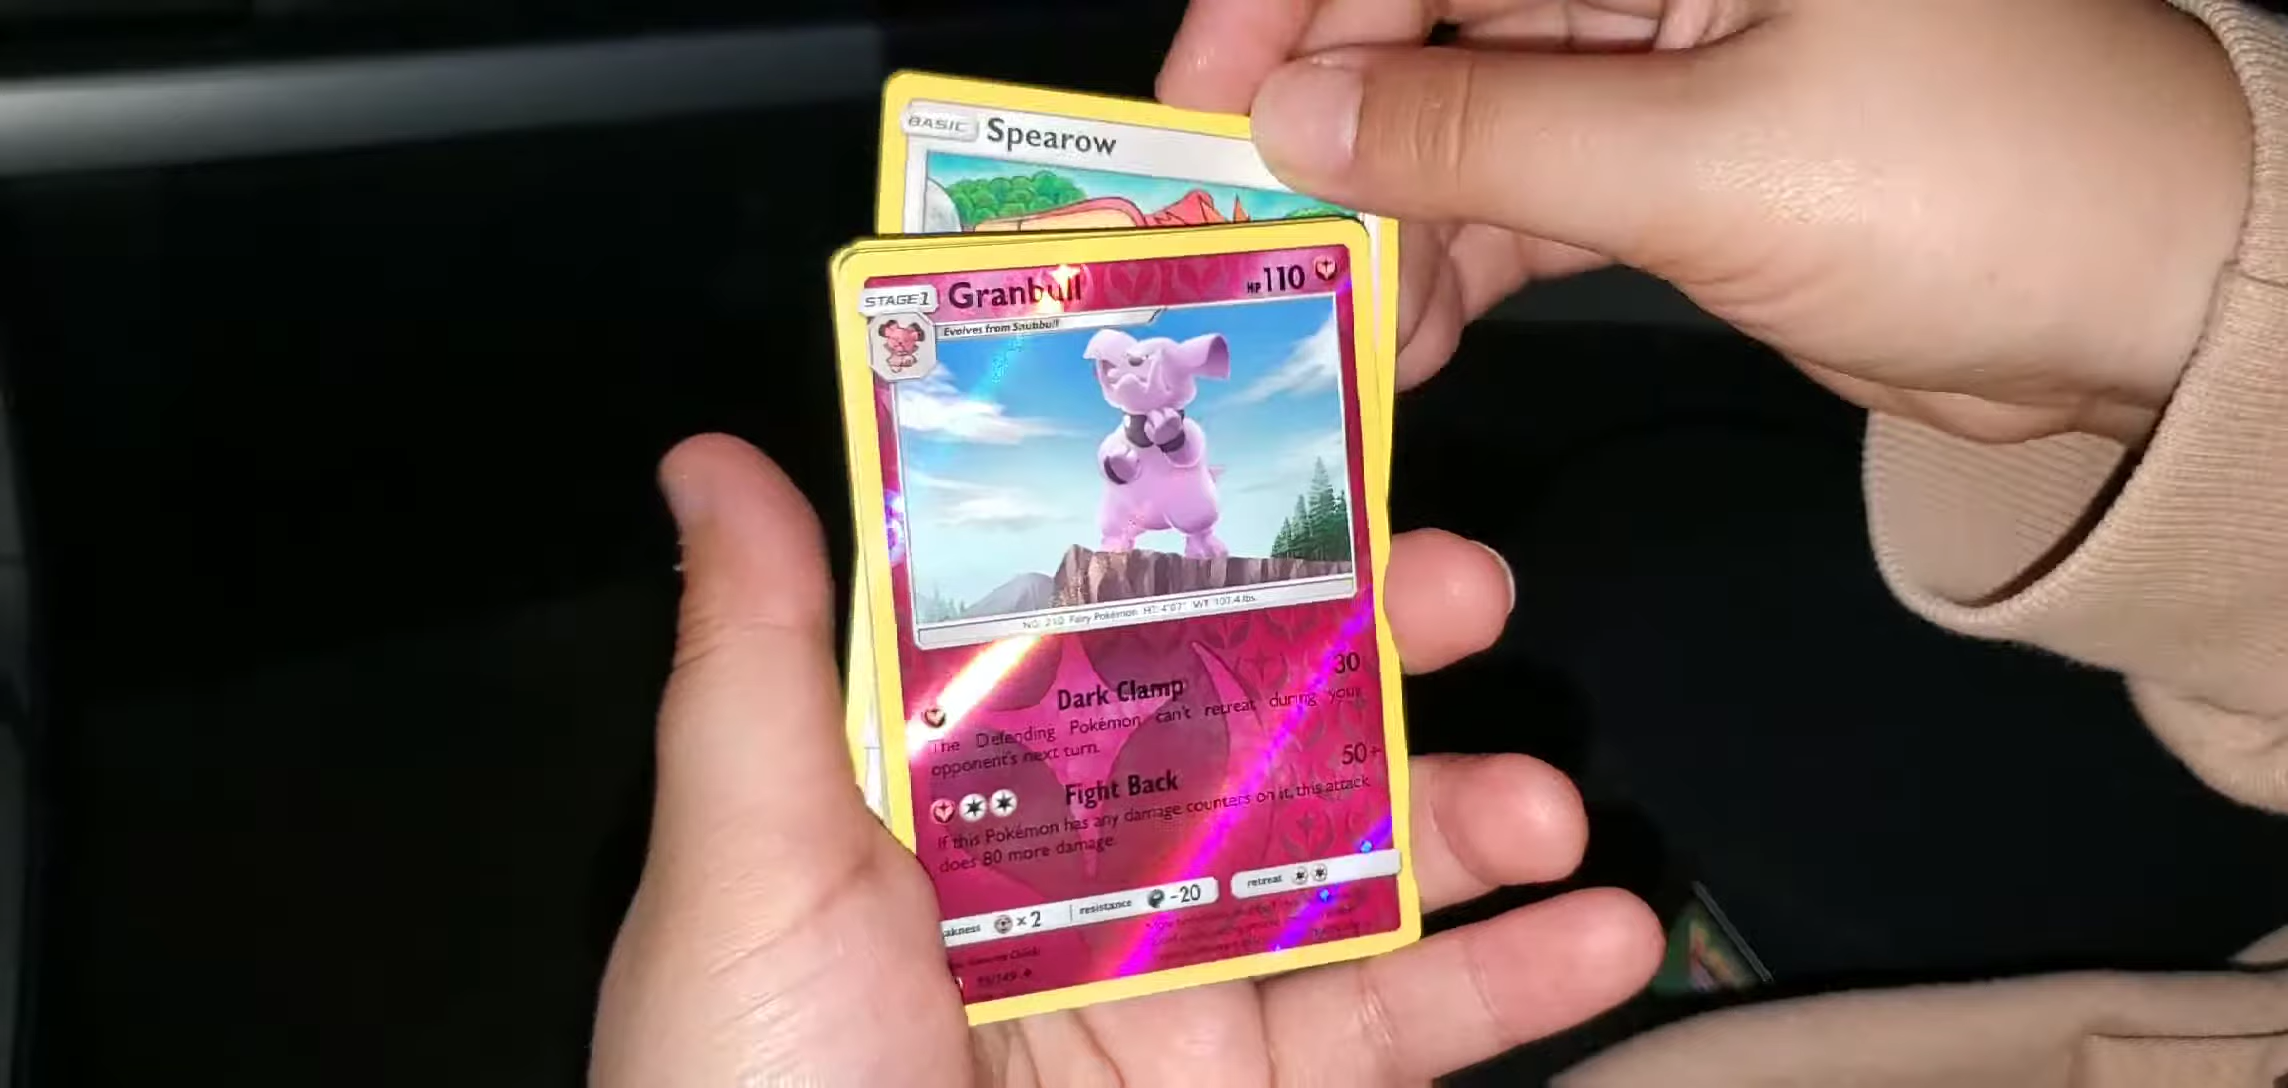 BASIC Spearow
STAGE 1 Granbull HP 110
Evolves from Snubbull
NO. 210 Fairy Pokémon HT: 4'07" WT: 107.4 lbs.
Dark Clamp 30
The Defending Pokémon can't retreat during your
opponent's next turn.
Fight Back 50+
If this Pokémon has any damage counters on it, this attack
does 80 more damage.
akness ×2 resistance -20 retreat